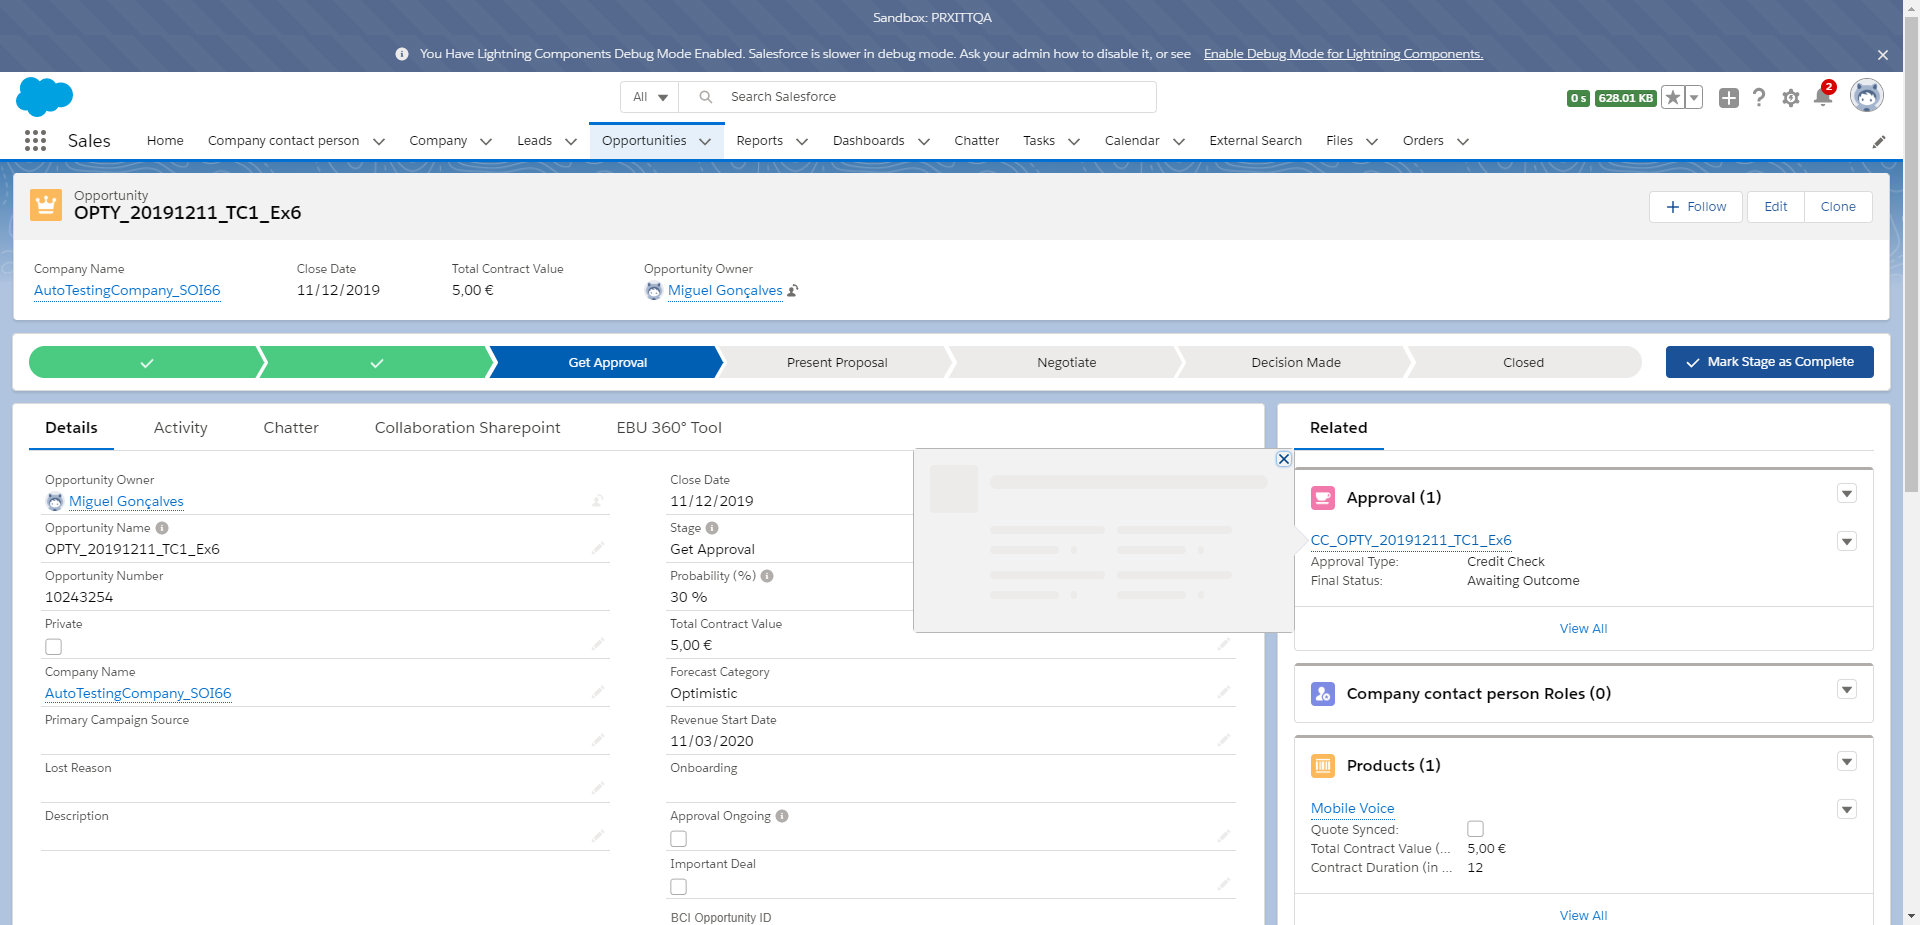 Sandbox: PRXITTQA
You Have Lightning Components Debug Mode Enabled. Salesforce is slower in debug mode. Ask your admin how to disable it, or see Enable Debug Mode for Lightning Components.
All
Search Salesforce
0 s 628.01 KB
2
Sales Home Company contact person Company Leads Opportunities Reports Dashboards Chatter Tasks Calendar External Search Files Orders
Opportunity
OPTY_20191211_TC1_Ex6
Follow Edit Clone
Company Name Close Date Total Contract Value Opportunity Owner
AutoTestingCompany_SOI66 11/12/2019 5,00 € Miguel Gonçalves
Get Approval Present Proposal Negotiate Decision Made Closed Mark Stage as Complete
Details Activity Chatter Collaboration Sharepoint EBU 360° Tool
Opportunity Owner
Miguel Gonçalves
Opportunity Name
OPTY_20191211_TC1_Ex6
Opportunity Number
10243254
Private
Company Name
AutoTestingCompany_SOI66
Primary Campaign Source
Lost Reason
Description
Close Date
11/12/2019
Stage
Get Approval
Probability (%)
30 %
Total Contract Value
5,00 €
Forecast Category
Optimistic
Revenue Start Date
11/03/2020
Onboarding
Approval Ongoing
Important Deal
BCI Opportunity ID
Related
Approval (1)
CC_OPTY_20191211_TC1_Ex6
Approval Type: Credit Check
Final Status: Awaiting Outcome
View All
Company contact person Roles (0)
Products (1)
Mobile Voice
Quote Synced:
Total Contract Value (... 5,00 €
Contract Duration (in ... 12
View All